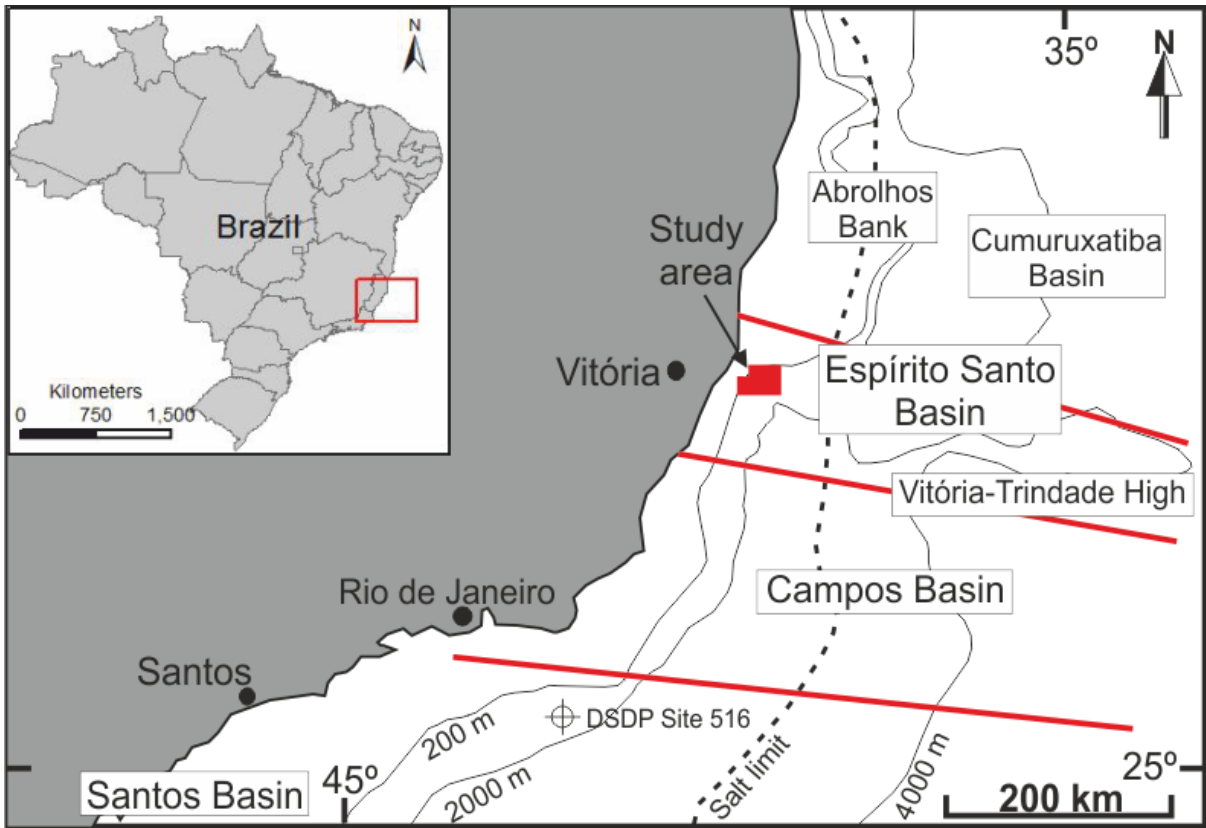 N
Brazil
Kilometers
0 750 1,500
35º
N
Abrolhos
Bank
Study
area
Cumuruxatiba
Basin
Vitória
Espírito Santo
Basin
Vitória-Trindade High
Campos Basin
Rio de Janeiro
Santos
DSDP Site 516
200 m
2000 m
Salt limit
4000 m
45º
25º
Santos Basin
200 km